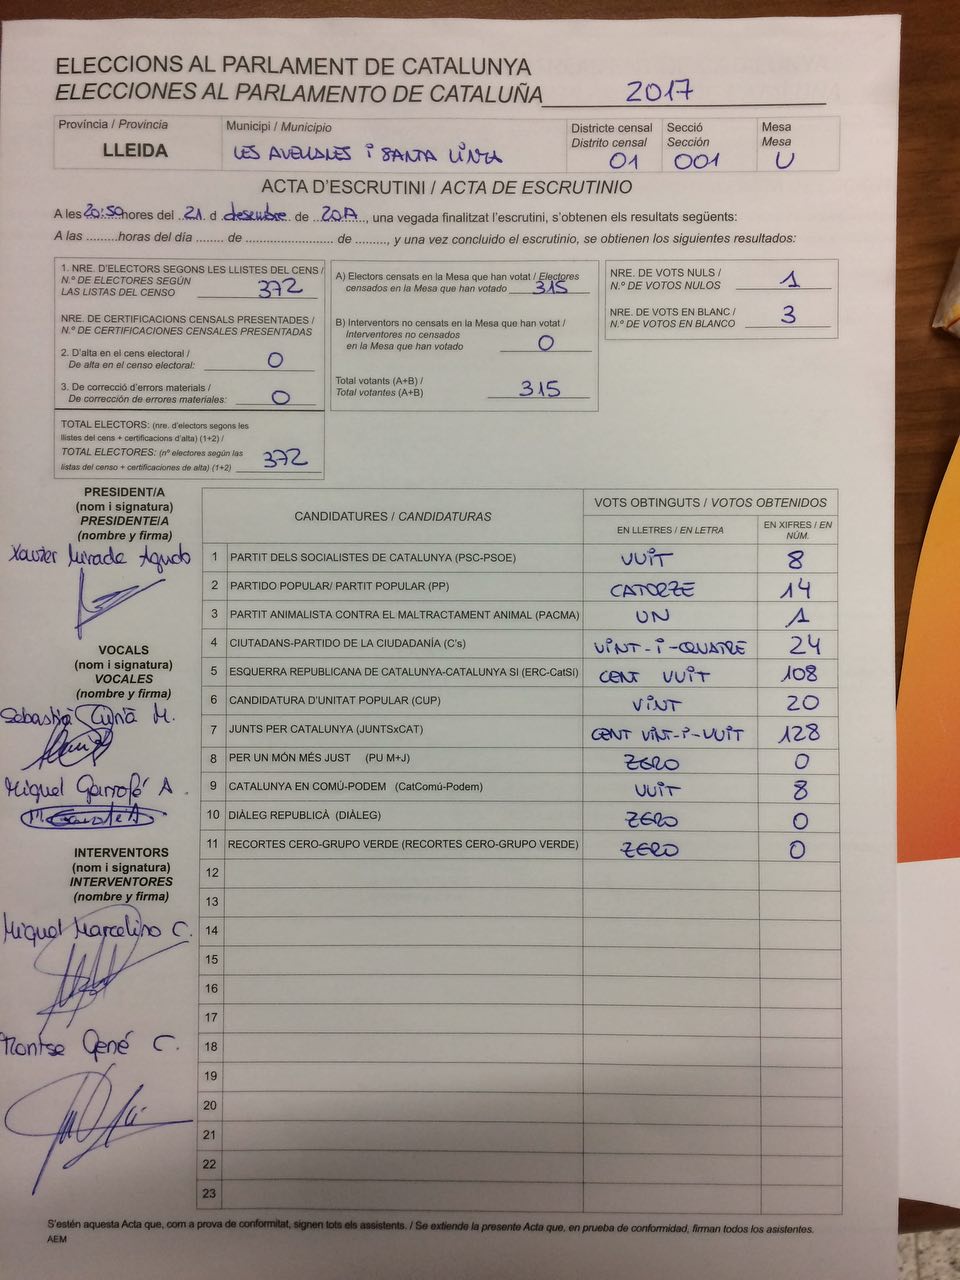 ELECCIONS AL PARLAMENT DE CATALUNYA
ELECCIONES AL PARLAMENTO DE CATALUÑA 2017
Província / Provincia
LLEIDA
Municipi / Municipio
LES AVELLANES i SANTA LINYA
Districte censal
Distrito censal
01
Secció
Sección
001
Mesa
Mesa
U
ACTA D'ESCRUTINI / ACTA DE ESCRUTINIO
A les 20:50 hores del 21 d desembre de 2017, una vegada finalitzat l'escrutini, s'obtenen els resultats següents:
A las .........horas del día ........ de .......................... de ........., y una vez concluido el escrutinio, se obtienen los siguientes resultados:
1. NRE. D'ELECTORS SEGONS LES LLISTES DEL CENS /
N.º DE ELECTORES SEGÚN
LAS LISTAS DEL CENSO 372
NRE. DE CERTIFICACIONS CENSALS PRESENTADES /
N.º DE CERTIFICACIONES CENSALES PRESENTADAS
2. D'alta en el cens electoral /
De alta en el censo electoral: 0
3. De correcció d'errors materials /
De corrección de errores materiales: 0
TOTAL ELECTORS: (nre. d'electors segons les
llistes del cens + certificacions d'alta) (1+2) /
TOTAL ELECTORES: (nº electores según las
listas del censo + certificaciones de alta) (1+2) 372
A) Electors censats en la Mesa que han votat / Electores
censados en la Mesa que han votado 315
B) Interventors no censats en la Mesa que han votat /
Interventores no censados
en la Mesa que han votado 0
Total votants (A+B) /
Total votantes (A+B) 315
NRE. DE VOTS NULS /
N.º DE VOTOS NULOS 1
NRE. DE VOTS EN BLANC /
N.º DE VOTOS EN BLANCO 3
PRESIDENT/A
(nom i signatura)
PRESIDENTE/A
(nombre y firma)
Xavier
VOCALS
(nom i signatura)
VOCALES
(nombre y firma)
Sebastià M.
Miquel Garrofé A.
INTERVENTORS
(nom i signatura)
INTERVENTORES
(nombre y firma)
Miquel Marcelino C.
Montse Gené C.
CANDIDATURES / CANDIDATURAS
VOTS OBTINGUTS / VOTOS OBTENIDOS
EN LLETRES / EN LETRA
EN XIFRES / EN
NÚM.
1 PARTIT DELS SOCIALISTES DE CATALUNYA (PSC-PSOE) VUiT 8
2 PARTIDO POPULAR/ PARTIT POPULAR (PP) CATORZE 14
3 PARTIT ANIMALISTA CONTRA EL MALTRACTAMENT ANIMAL (PACMA) UN 1
4 CIUTADANS-PARTIDO DE LA CIUDADANÍA (C's) ViNT-i-QUATRE 24
5 ESQUERRA REPUBLICANA DE CATALUNYA-CATALUNYA SÍ (ERC-CatSí) CENT VUiT 108
6 CANDIDATURA D'UNITAT POPULAR (CUP) ViNT 20
7 JUNTS PER CATALUNYA (JUNTSxCAT) CENT ViNT-i-VUiT 128
8 PER UN MÓN MÉS JUST (PU M+J) ZERO 0
9 CATALUNYA EN COMÚ-PODEM (CatComú-Podem) VUiT 8
10 DIÀLEG REPUBLICÀ (DIÀLEG) ZERO 0
11 RECORTES CERO-GRUPO VERDE (RECORTES CERO-GRUPO VERDE) ZERO 0
12
13
14
15
16
17
18
19
20
21
22
23
S'estén aquesta Acta que, com a prova de conformitat, signen tots els assistents. / Se extiende la presente Acta que, en prueba de conformidad, firman todos los asistentes.
AEM